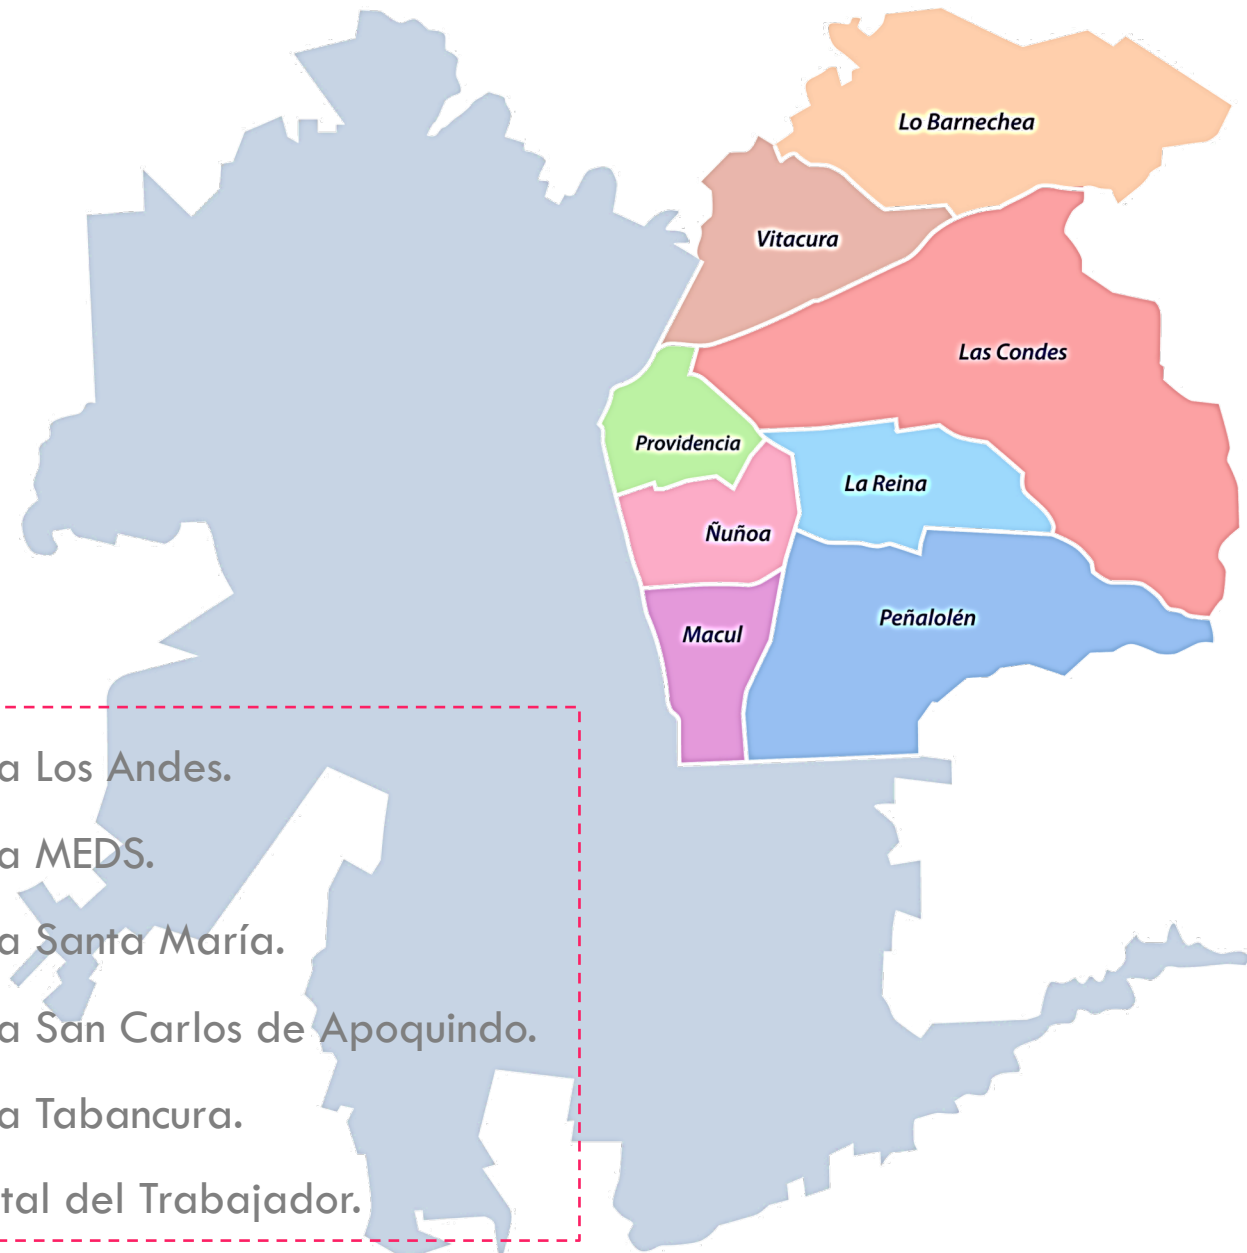 Lo Barnechea
Vitacura
Las Condes
Providencia
La Reina
Ñuñoa
Peñalolén
Macul
a Los Andes.
a MEDS.
a Santa María.
a San Carlos de Apoquindo.
a Tabancura.
tal del Trabajador.